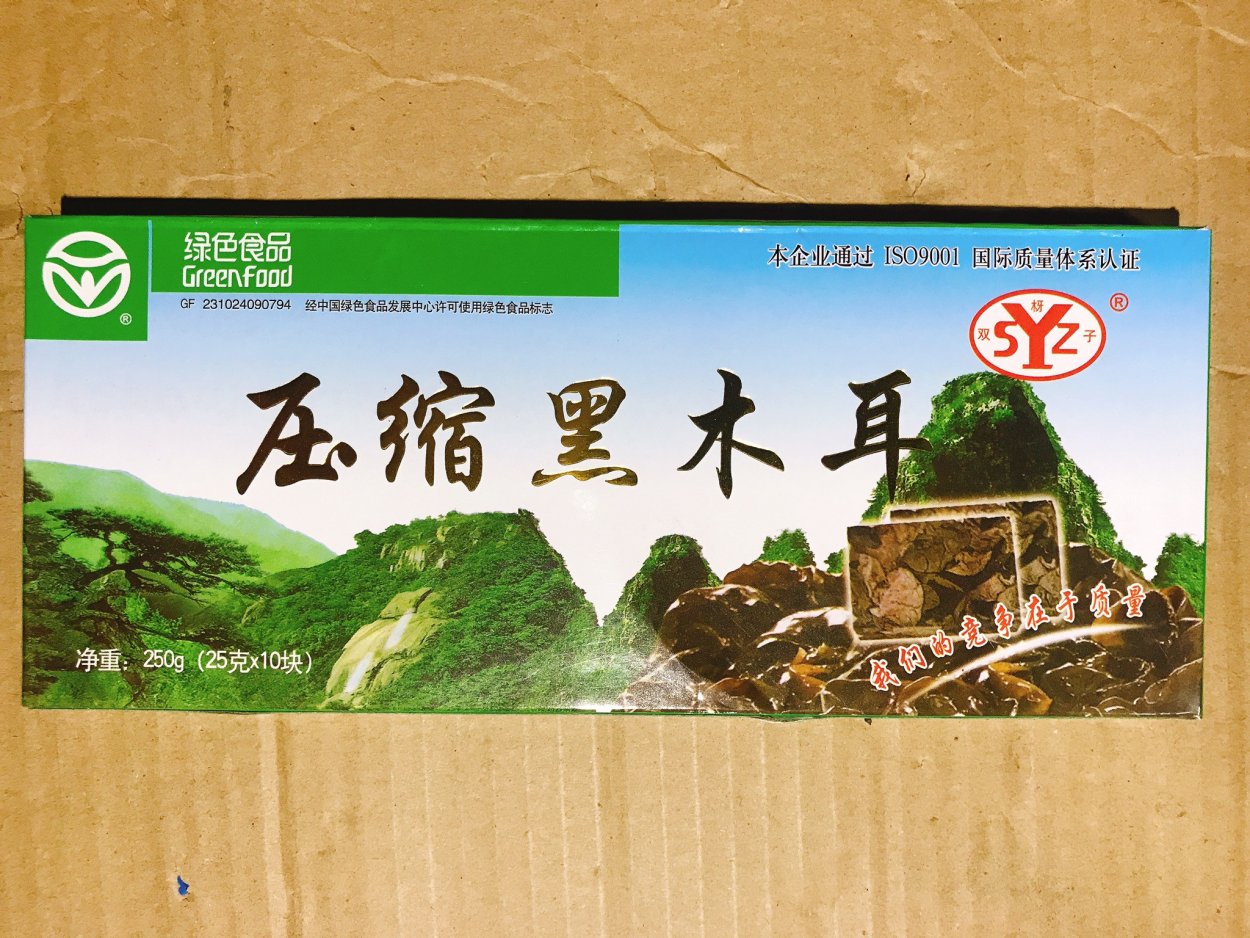 绿色食品
GreenFood
®
GF 231024090794 经中国绿色食品发展中心许可使用绿色食品标志
本企业通过 ISO9001 国际质量体系认证
双 枒 子
SYZ
®
压缩黑木耳
净重：250g（25克x10块）
我们的竞争在于质量